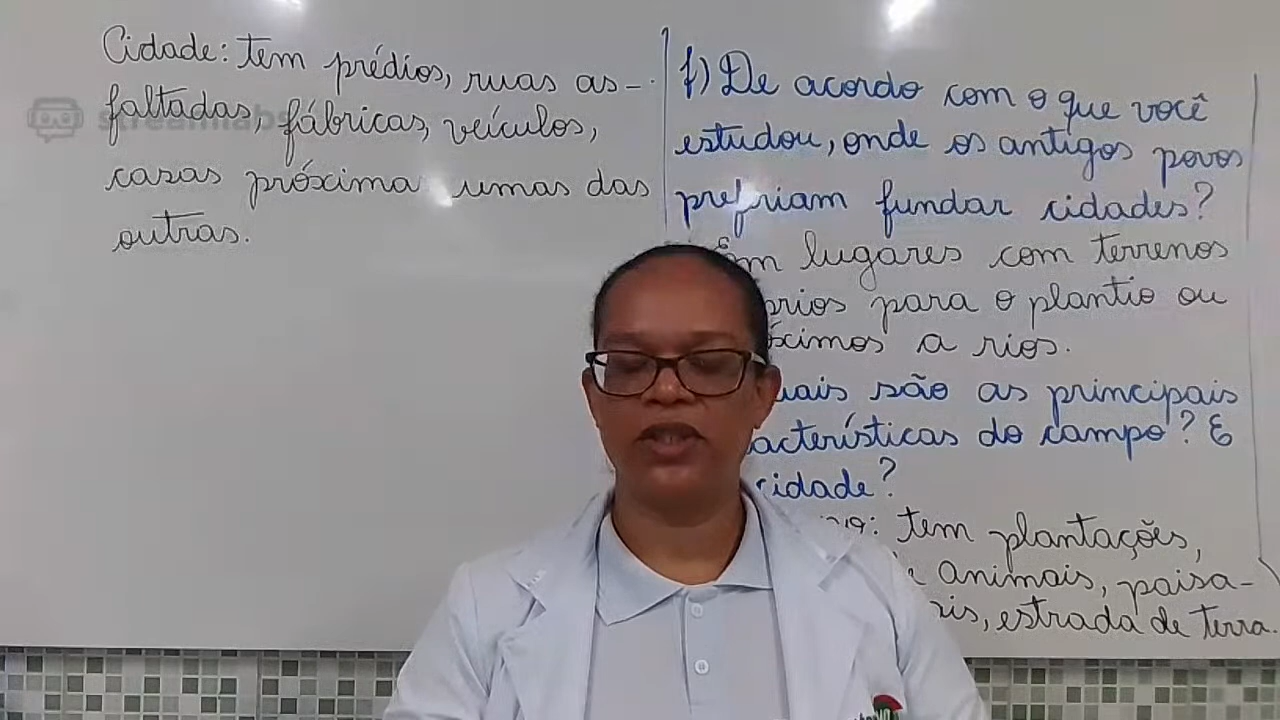 Cidade: tem prédios, ruas as-
faltadas, fábricas, veículos,
casas próxima umas das
outras.
streamlabs
f) De acordo com o que você
estudou, onde os antigos povos
preferiam fundar cidades?
Em lugares com terrenos
para o plantio ou
a rios.
são as principais
do campo? E
cidade?
tem plantações,
animais, paisa-
estrada de terra.